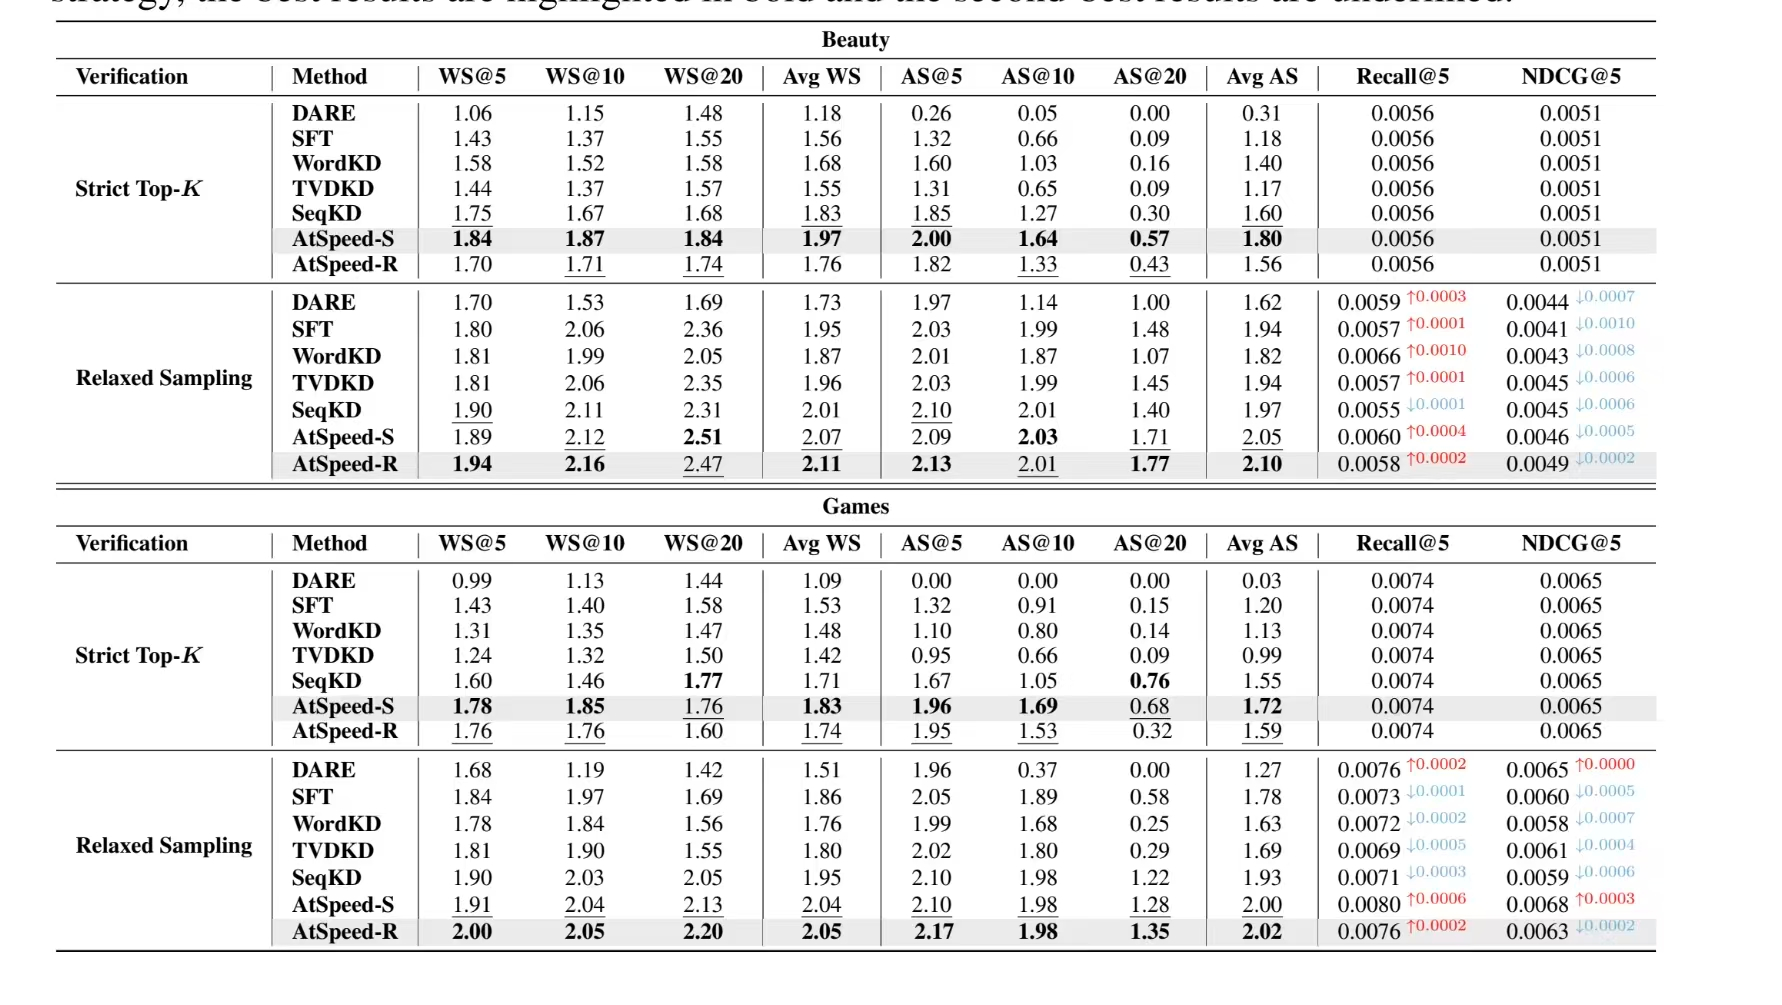 strategy, the best results are highlighted in bold and the second-best results are underlined.
Beauty
Verification Method WS@5 WS@10 WS@20 Avg WS AS@5 AS@10 AS@20 Avg AS Recall@5 NDCG@5
DARE 1.06 1.15 1.48 1.18 0.26 0.05 0.00 0.31 0.0056 0.0051
SFT 1.43 1.37 1.55 1.56 1.32 0.66 0.09 1.18 0.0056 0.0051
WordKD 1.58 1.52 1.58 1.68 1.60 1.03 0.16 1.40 0.0056 0.0051
Strict Top-K TVDKD 1.44 1.37 1.57 1.55 1.31 0.65 0.09 1.17 0.0056 0.0051
SeqKD 1.75 1.67 1.68 1.83 1.85 1.27 0.30 1.60 0.0056 0.0051
AtSpeed-S 1.84 1.87 1.84 1.97 2.00 1.64 0.57 1.80 0.0056 0.0051
AtSpeed-R 1.70 1.71 1.74 1.76 1.82 1.33 0.43 1.56 0.0056 0.0051
DARE 1.70 1.53 1.69 1.73 1.97 1.14 1.00 1.62 0.0059 ↑0.0003 0.0044 ↓0.0007
SFT 1.80 2.06 2.36 1.95 2.03 1.99 1.48 1.94 0.0057 ↑0.0001 0.0041 ↓0.0010
WordKD 1.81 1.99 2.05 1.87 2.01 1.87 1.07 1.82 0.0066 ↑0.0010 0.0043 ↓0.0008
Relaxed Sampling TVDKD 1.81 2.06 2.35 1.96 2.03 1.99 1.45 1.94 0.0057 ↑0.0001 0.0045 ↓0.0006
SeqKD 1.90 2.11 2.31 2.01 2.10 2.01 1.40 1.97 0.0055 ↓0.0001 0.0045 ↓0.0006
AtSpeed-S 1.89 2.12 2.51 2.07 2.09 2.03 1.71 2.05 0.0060 ↑0.0004 0.0046 ↓0.0005
AtSpeed-R 1.94 2.16 2.47 2.11 2.13 2.01 1.77 2.10 0.0058 ↑0.0002 0.0049 ↓0.0002
Games
Verification Method WS@5 WS@10 WS@20 Avg WS AS@5 AS@10 AS@20 Avg AS Recall@5 NDCG@5
DARE 0.99 1.13 1.44 1.09 0.00 0.00 0.00 0.03 0.0074 0.0065
SFT 1.43 1.40 1.58 1.53 1.32 0.91 0.15 1.20 0.0074 0.0065
WordKD 1.31 1.35 1.47 1.48 1.10 0.80 0.14 1.13 0.0074 0.0065
Strict Top-K TVDKD 1.24 1.32 1.50 1.42 0.95 0.66 0.09 0.99 0.0074 0.0065
SeqKD 1.60 1.46 1.77 1.71 1.67 1.05 0.76 1.55 0.0074 0.0065
AtSpeed-S 1.78 1.85 1.76 1.83 1.96 1.69 0.68 1.72 0.0074 0.0065
AtSpeed-R 1.76 1.76 1.60 1.74 1.95 1.53 0.32 1.59 0.0074 0.0065
DARE 1.68 1.19 1.42 1.51 1.96 0.37 0.00 1.27 0.0076 ↑0.0002 0.0065 ↑0.0000
SFT 1.84 1.97 1.69 1.86 2.05 1.89 0.58 1.78 0.0073 ↓0.0001 0.0060 ↓0.0005
WordKD 1.78 1.84 1.56 1.76 1.99 1.68 0.25 1.63 0.0072 ↓0.0002 0.0058 ↓0.0007
Relaxed Sampling TVDKD 1.81 1.90 1.55 1.80 2.02 1.80 0.29 1.69 0.0069 ↓0.0005 0.0061 ↓0.0004
SeqKD 1.90 2.03 2.05 1.95 2.10 1.98 1.22 1.93 0.0071 ↓0.0003 0.0059 ↓0.0006
AtSpeed-S 1.91 2.04 2.13 2.04 2.10 1.98 1.28 2.00 0.0080 ↑0.0006 0.0068 ↑0.0003
AtSpeed-R 2.00 2.05 2.20 2.05 2.17 1.98 1.35 2.02 0.0076 ↑0.0002 0.0063 ↓0.0002